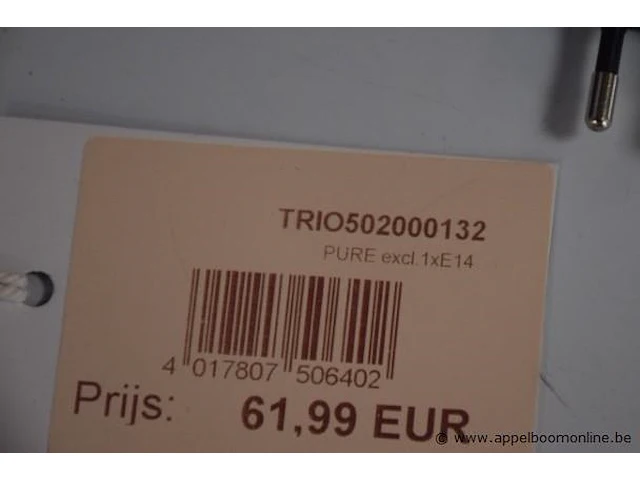 TRIO502000132
PURE excl.1xE14
4 017807 506402
Prijs: 61,99 EUR
© www.appelboomonline.be